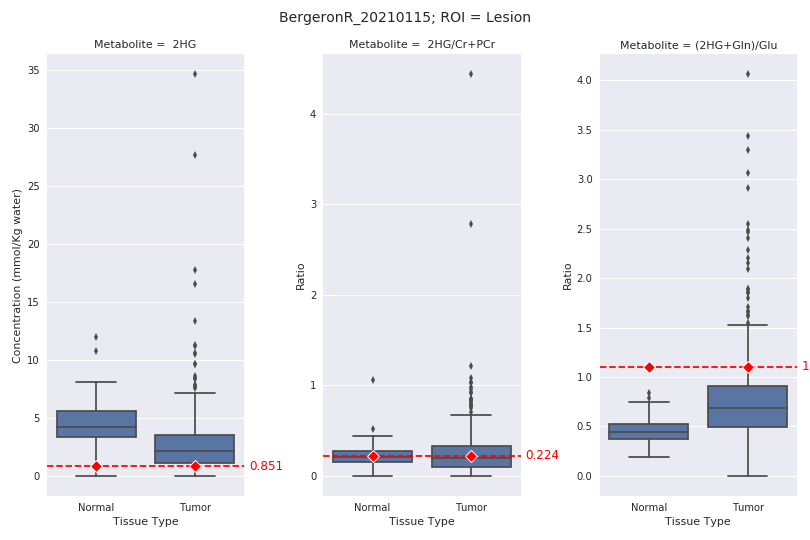 BergeronR_20210115; ROI = Lesion
Metabolite = 2HG
35
30
25
20
15
10
5
0
Concentration (mmol/Kg water)
0.851
Normal
Tumor
Tissue Type
Metabolite = 2HG/Cr+PCr
4
3
2
1
0
Ratio
0.224
Normal
Tumor
Tissue Type
Metabolite = (2HG+Gln)/Glu
4.0
3.5
3.0
2.5
2.0
1.5
1.0
0.5
0.0
Ratio
1
Normal
Tumor
Tissue Type